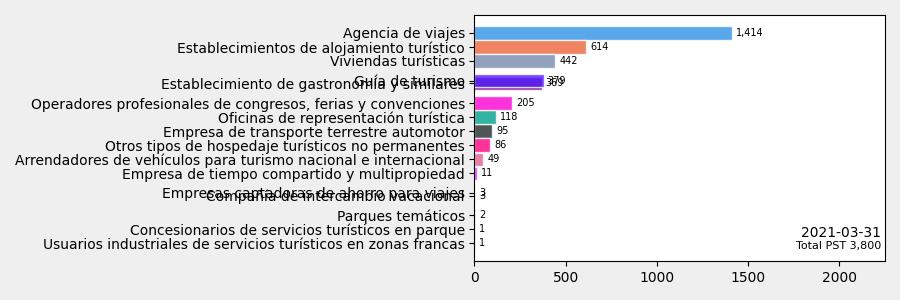 Agencia de viajes 1,414
Establecimientos de alojamiento turístico 614
Viviendas turísticas 442
Guía de turismo 379
Establecimiento de gastronomía y similares 369
Operadores profesionales de congresos, ferias y convenciones 205
Oficinas de representación turística 118
Empresa de transporte terrestre automotor 95
Otros tipos de hospedaje turísticos no permanentes 86
Arrendadores de vehículos para turismo nacional e internacional 49
Empresa de tiempo compartido y multipropiedad 11
Empresas captadoras de ahorro para viajes 3
Compañía de intercambio vacacional 3
Parques temáticos 2
Concesionarios de servicios turísticos en parque 1
Usuarios industriales de servicios turísticos en zonas francas 1
2021-03-31
Total PST 3,800
0 500 1000 1500 2000